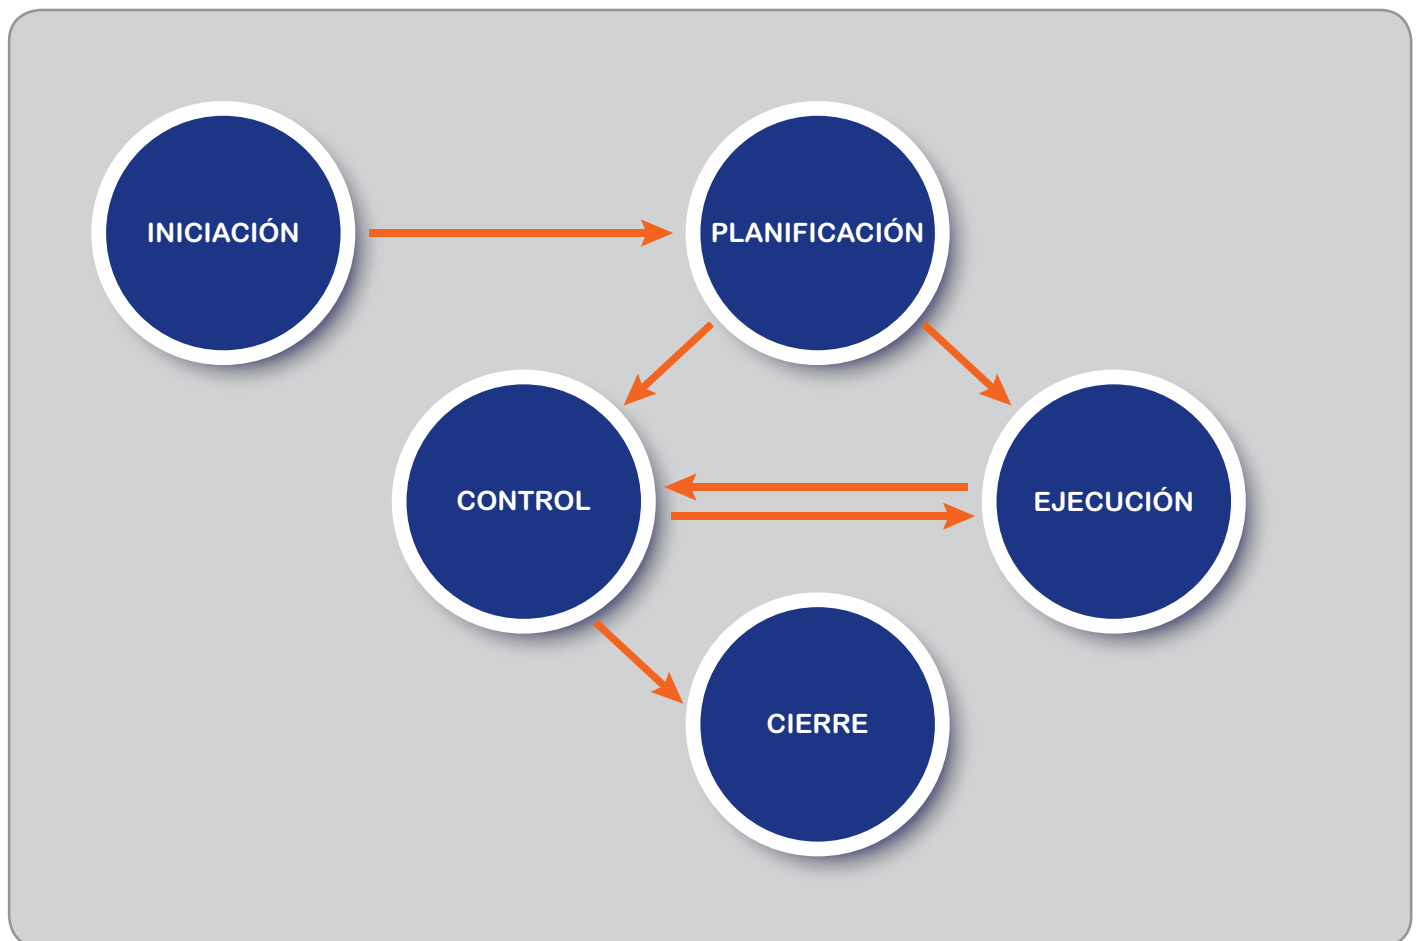 INICIACIÓN
PLANIFICACIÓN
CONTROL
EJECUCIÓN
CIERRE